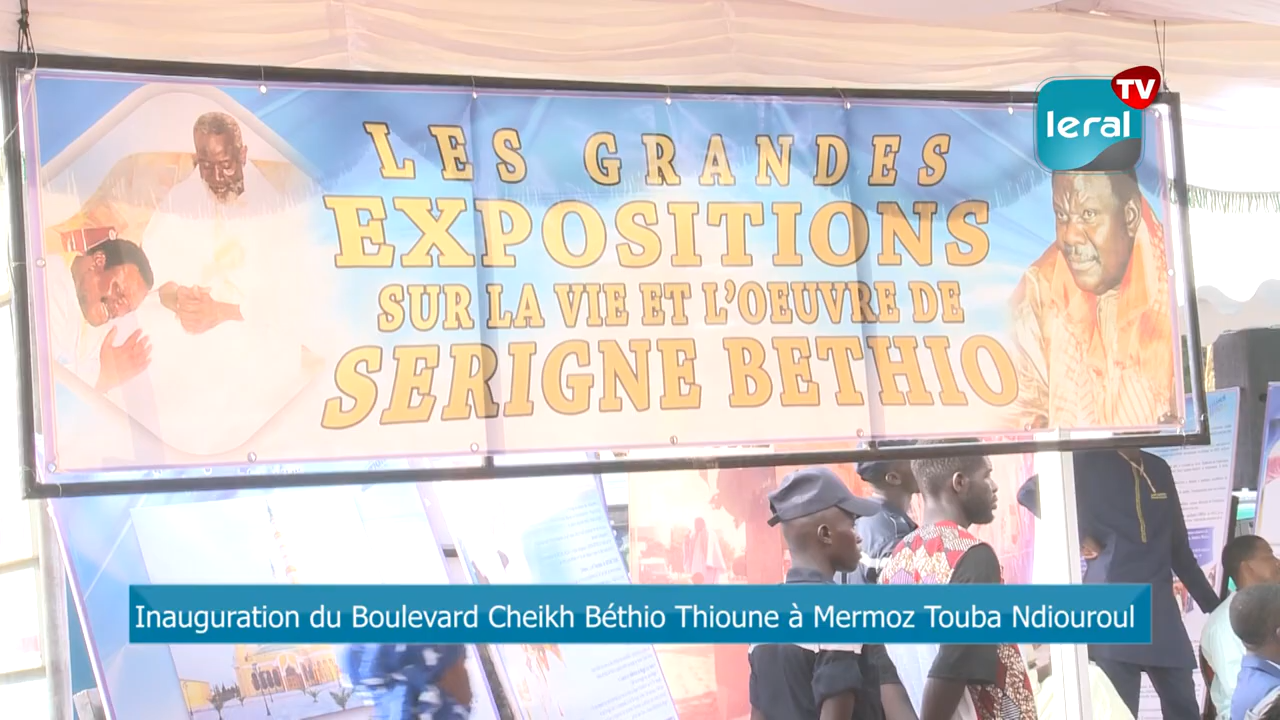 TV
leral
LES GRANDES
EXPOSITIONS
SUR LA VIE ET L'OEUVRE DE
SERIGNE BETHIO
Inauguration du Boulevard Cheikh Béthio Thioune à Mermoz Touba Ndiouroul